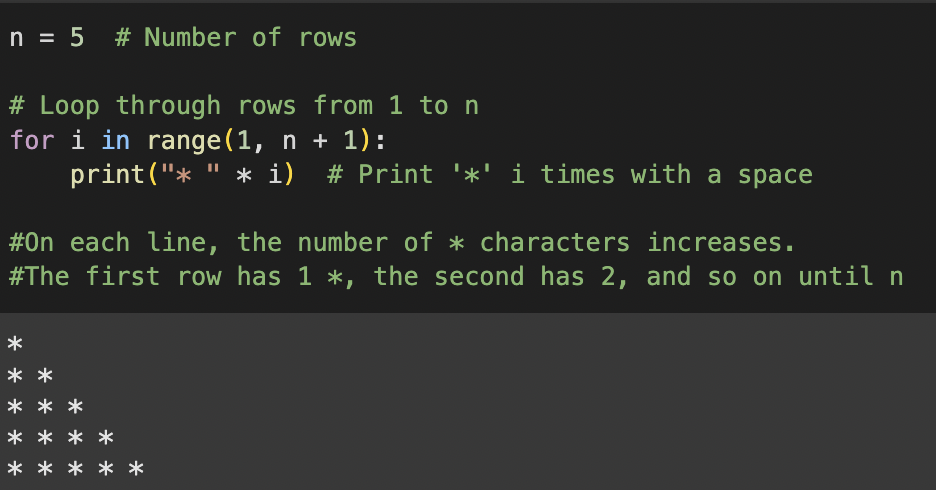 n = 5  # Number of rows

# Loop through rows from 1 to n
for i in range(1, n + 1):
    print("* " * i)  # Print '*' i times with a space

#On each line, the number of * characters increases.
#The first row has 1 *, the second has 2, and so on until n

*
* *
* * *
* * * *
* * * * *